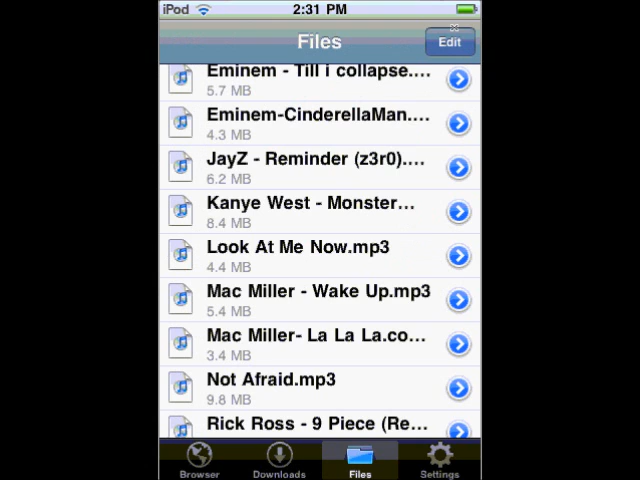 iPod 2:31 PM
Files
Edit
Eminem - Till i collapse....
5.7 MB
Eminem-CinderellaMan....
4.3 MB
JayZ - Reminder (z3r0)....
6.2 MB
Kanye West - Monster...
8.4 MB
Look At Me Now.mp3
4.4 MB
Mac Miller - Wake Up.mp3
5.4 MB
Mac Miller- La La La.co...
3.4 MB
Not Afraid.mp3
9.8 MB
Rick Ross - 9 Piece (Re...
Browser Downloads Files Settings